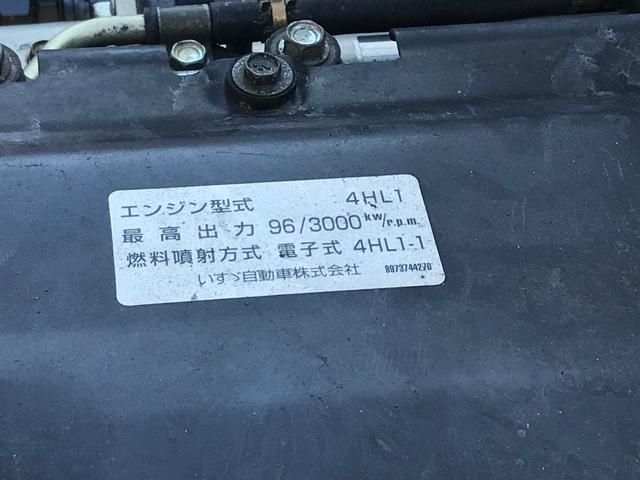 エンジン型式 4HL1
最高出力 96/3000 kW/r.p.m.
燃料噴射方式 電子式 4HL1-1
いすゞ自動車株式会社 8973744270